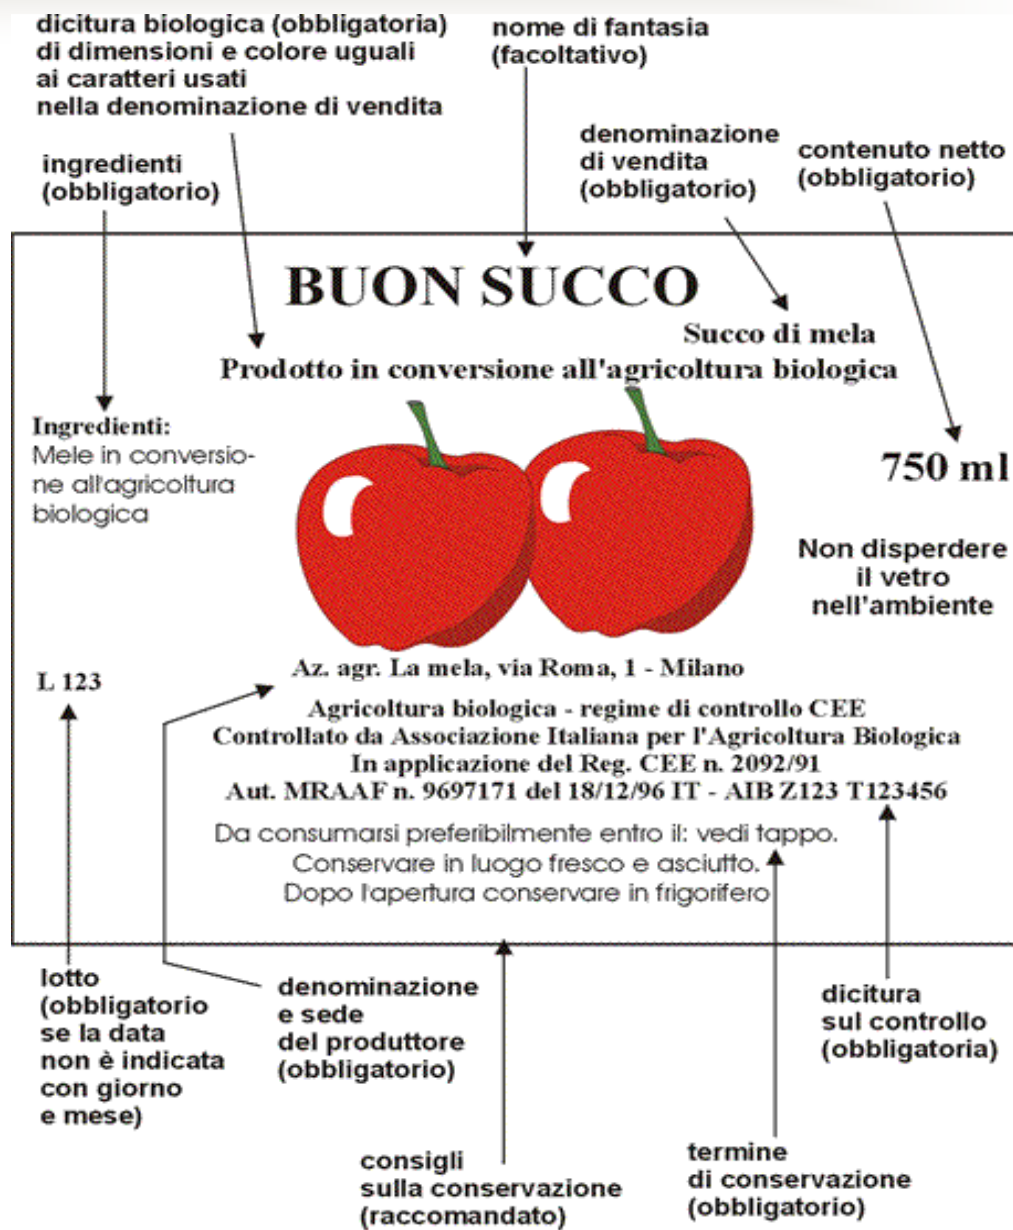 dicitura biologica (obbligatoria)
di dimensioni e colore uguali
ai caratteri usati
nella denominazione di vendita
nome di fantasia
(facoltativo)
ingredienti
(obbligatorio)
denominazione
di vendita
(obbligatorio)
contenuto netto
(obbligatorio)
BUON SUCCO
Succo di mela
Prodotto in conversione all'agricoltura biologica
Ingredienti:
Mele in conversio-
ne all'agricoltura
biologica
750 ml
Non disperdere
il vetro
nell'ambiente
L 123
Az. agr. La mela, via Roma, 1 - Milano
Agricoltura biologica - regime di controllo CEE
Controllato da Associazione Italiana per l'Agricoltura Biologica
In applicazione del Reg. CEE n. 2092/91
Aut. MRAAF n. 9697171 del 18/12/96 IT - AIB Z123 T123456
Da consumarsi preferibilmente entro il: vedi tappo.
Conservare in luogo fresco e asciutto.
Dopo l'apertura conservare in frigorifero
lotto
(obbligatorio
se la data
non è indicata
con giorno
e mese)
denominazione
e sede
del produttore
(obbligatorio)
dicitura
sul controllo
(obbligatoria)
consigli
sulla conservazione
(raccomandato)
termine
di conservazione
(obbligatorio)